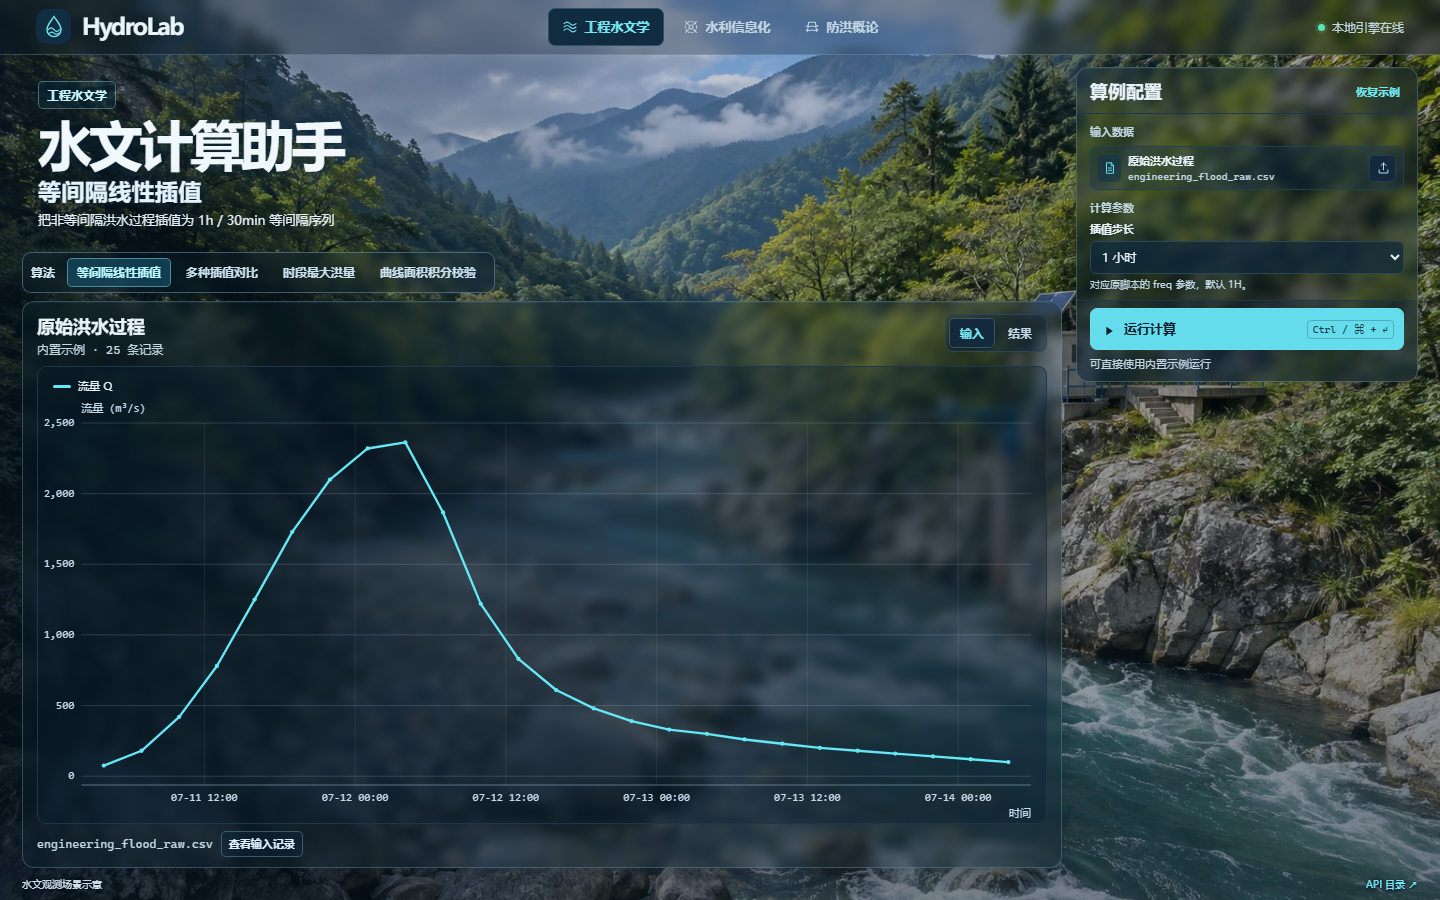 HydroLab
工程水文学
水利信息化
防洪概论
本地引擎在线
工程水文学
水文计算助手
等间隔线性插值
把非等间隔洪水过程插值为 1h / 30min 等间隔序列
算法
等间隔线性插值
多种插值对比
时段最大洪量
曲线面积积分校验
原始洪水过程
内置示例 · 25 条记录
输入
结果
流量 Q
流量 (m³/s)
2,500
2,000
1,500
1,000
500
0
07-11 12:00
07-12 00:00
07-12 12:00
07-13 00:00
07-13 12:00
07-14 00:00
时间
engineering_flood_raw.csv
查看输入记录
算例配置
恢复示例
输入数据
原始洪水过程
engineering_flood_raw.csv
计算参数
插值步长
1 小时
对应原脚本的 freq 参数，默认 1H。
运行计算
Ctrl / ⌘ + ↵
可直接使用内置示例运行
水文观测场景示意
API 目录 ↗